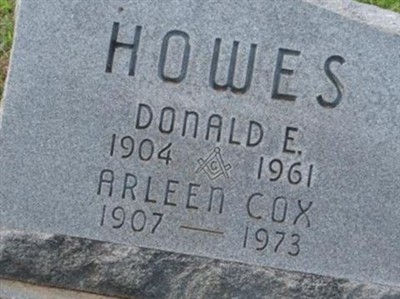 HOWES
DONALD E.
1904 G 1961
ARLEEN COX
1907 — 1973